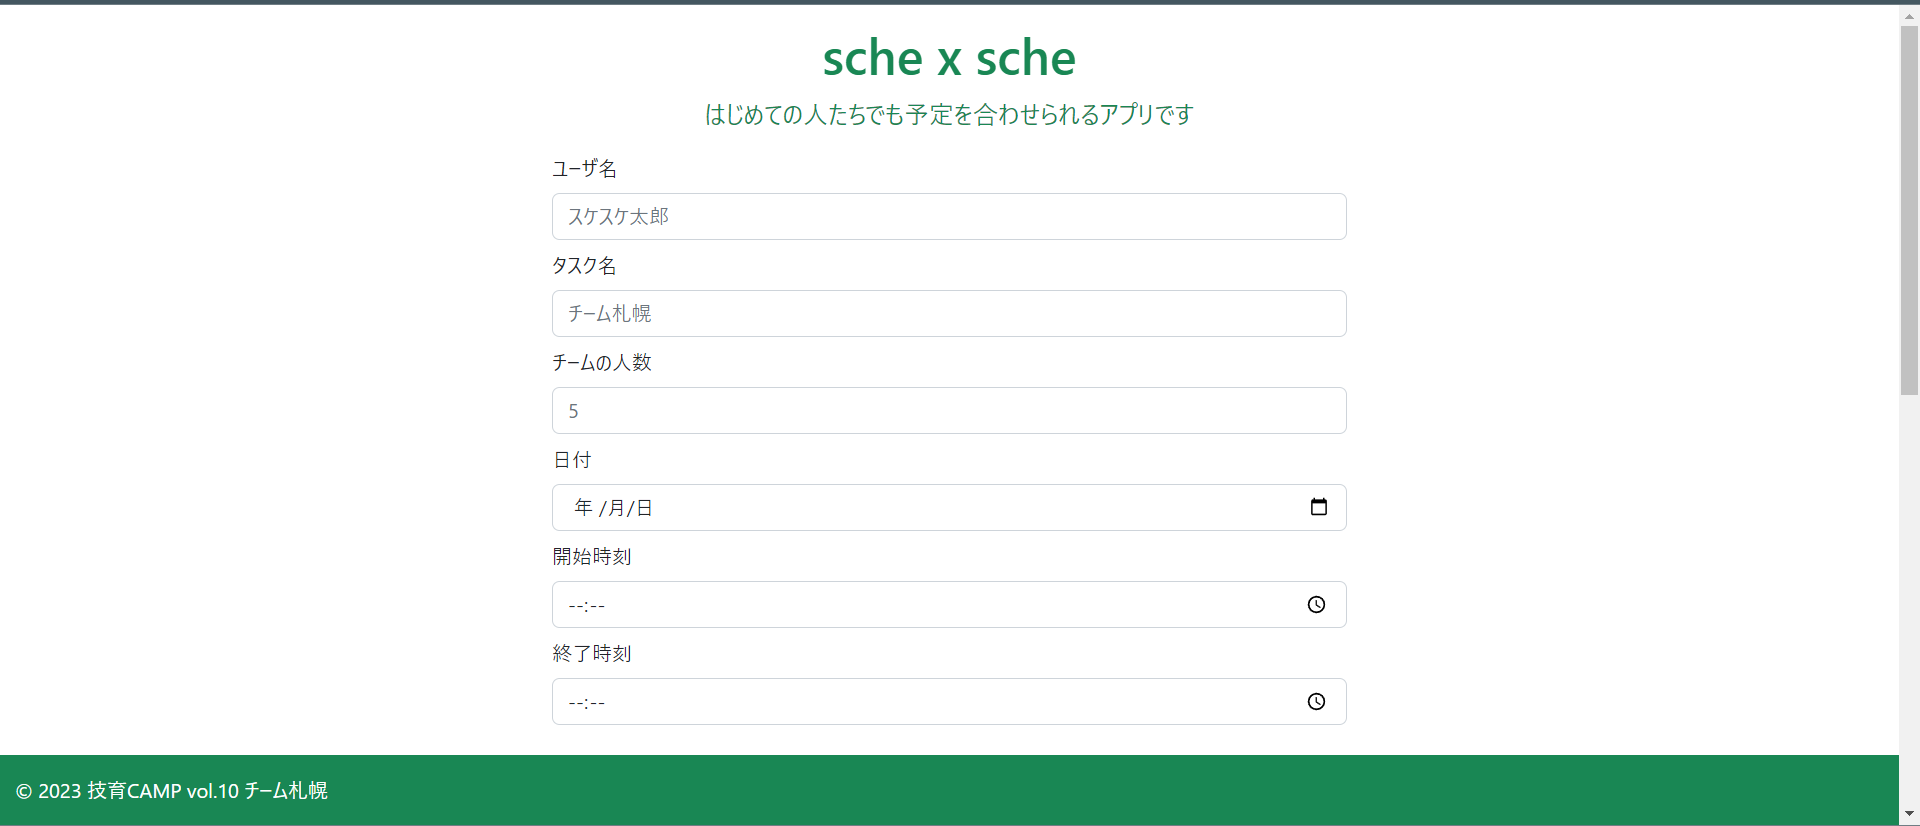 sche x sche
はじめての人たちでも予定を合わせられるアプリです
ユーザ名
スケスケ太郎
タスク名
チーム札幌
チームの人数
5
日付
年 /月/日
開始時刻
--:--
終了時刻
--:--
© 2023 技育CAMP vol.10 チーム札幌